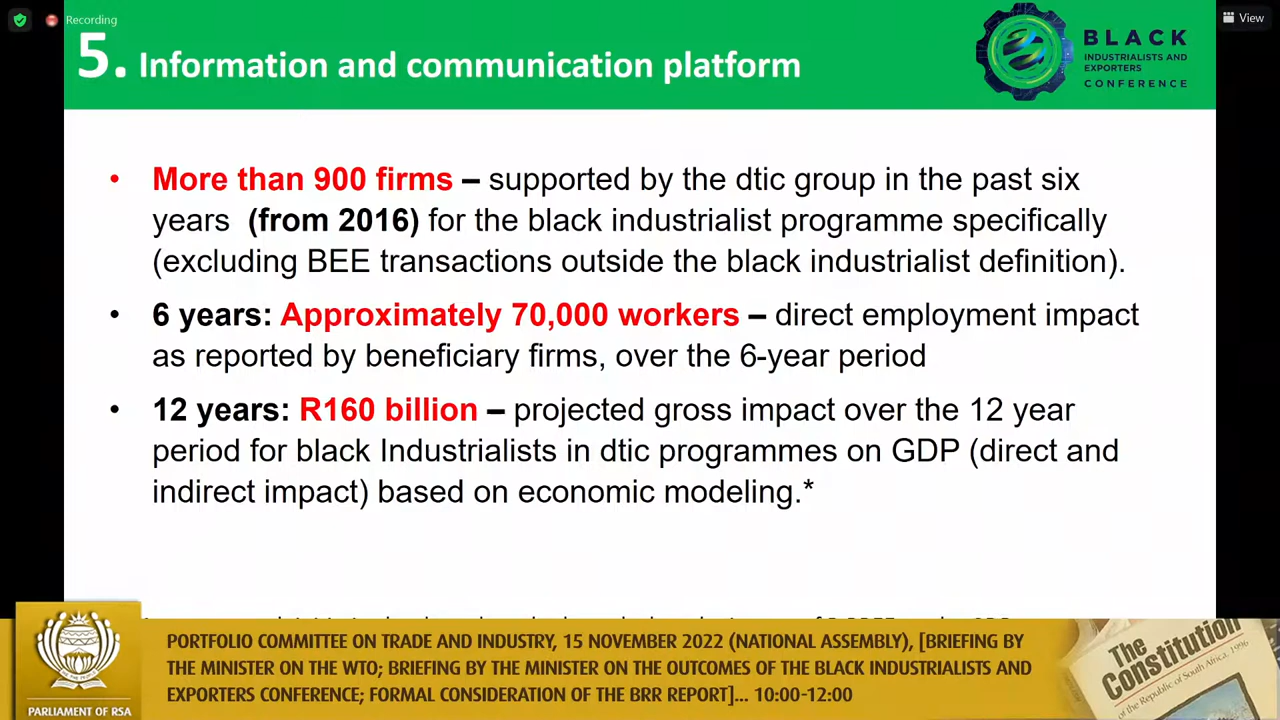 Recording
View
5. Information and communication platform
BLACK
INDUSTRIALISTS AND
EXPORTERS
CONFERENCE
• More than 900 firms – supported by the dtic group in the past six
years (from 2016) for the black industrialist programme specifically
(excluding BEE transactions outside the black industrialist definition).
• 6 years: Approximately 70,000 workers – direct employment impact
as reported by beneficiary firms, over the 6-year period
• 12 years: R160 billion – projected gross impact over the 12 year
period for black Industrialists in dtic programmes on GDP (direct and
indirect impact) based on economic modeling.*
PORTFOLIO COMMITTEE ON TRADE AND INDUSTRY, 15 NOVEMBER 2022 (NATIONAL ASSEMBLY), [BRIEFING BY
THE MINISTER ON THE WTO; BRIEFING BY THE MINISTER ON THE OUTCOMES OF THE BLACK INDUSTRIALISTS AND
EXPORTERS CONFERENCE; FORMAL CONSIDERATION OF THE BRR REPORT]... 10:00-12:00
PARLIAMENT OF RSA
The
Constitution
of the Republic of South Africa, 1996